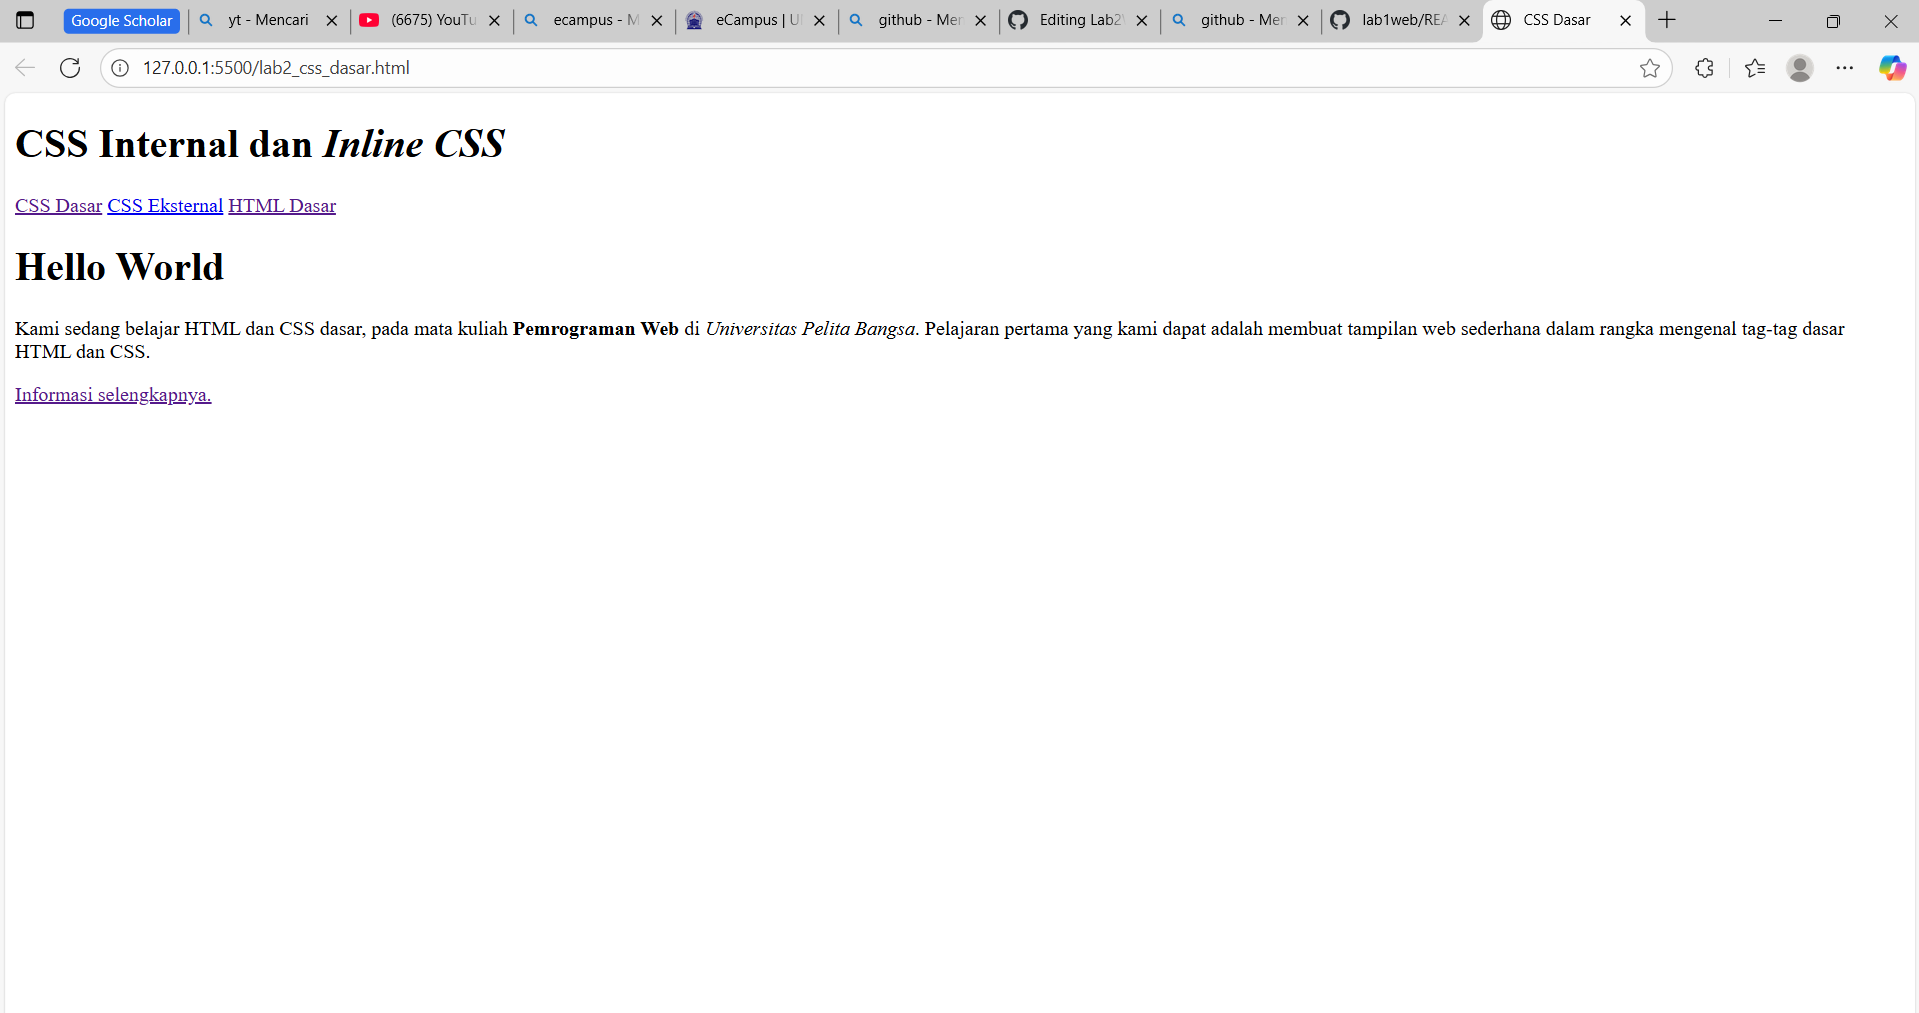 Google Scholar
yt - Mencari
(6675) YouTu
ecampus - M
eCampus | U
github - Mer
Editing Lab2
github - Mer
lab1web/REA
CSS Dasar
127.0.0.1:5500/lab2_css_dasar.html
CSS Internal dan Inline CSS
CSS Dasar CSS Eksternal HTML Dasar
Hello World
Kami sedang belajar HTML dan CSS dasar, pada mata kuliah Pemrograman Web di Universitas Pelita Bangsa. Pelajaran pertama yang kami dapat adalah membuat tampilan web sederhana dalam rangka mengenal tag-tag dasar
HTML dan CSS.
Informasi selengkapnya.